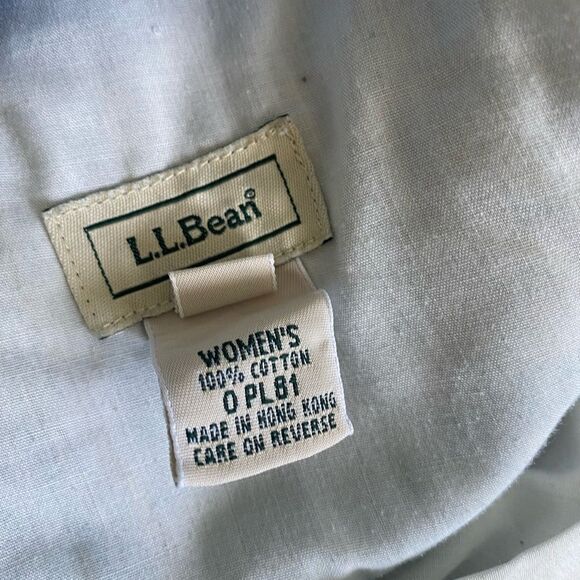 L.L.Bean®
WOMEN'S
100% COTTON
0 PL81
MADE IN HONG KONG
CARE ON REVERSE